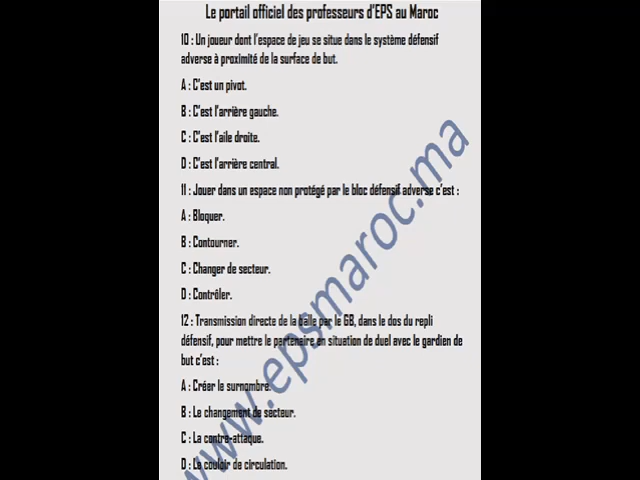 Le portail officiel des professeurs d'EPS au Maroc
10 : Un joueur dont l'espace de jeu se situe dans le système défensif
adverse à proximité de la surface de but.
A : C'est un pivot.
B : C'est l'arrière gauche.
C : C'est l'aile droite.
D : C'est l'arrière central.
11 : Jouer dans un espace non protégé par le bloc défensif adverse c'est :
A : Bloquer.
B : Contourner.
C : Changer de secteur.
D : Contrôler.
12 : Transmission directe de la balle par le GB, dans le dos du repli
défensif, pour mettre le partenaire en situation de duel avec le gardien de
but c'est :
A : Créer le surnombre.
B : Le changement de secteur.
C : La contre-attaque.
D : Le couloir de circulation.
www.epsmaroc.ma